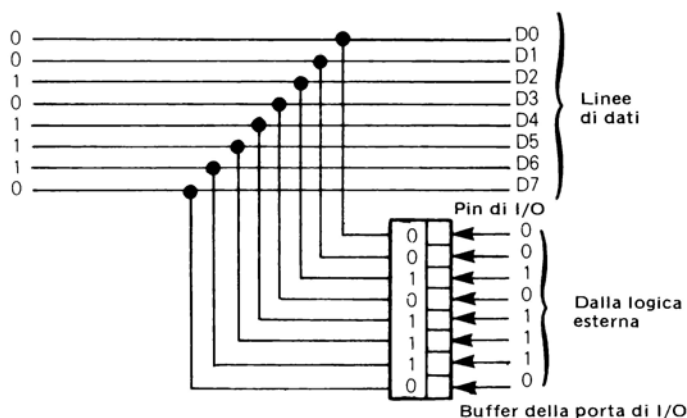 0 D0
0 D1
1 D2
0 D3
1 D4
1 D5
1 D6
0 D7
Linee
di dati
Pin di I/O
0 0
0 0
1 1
0 0
1 1
1 1
1 1
0 0
Dalla logica
esterna
Buffer della porta di I/O